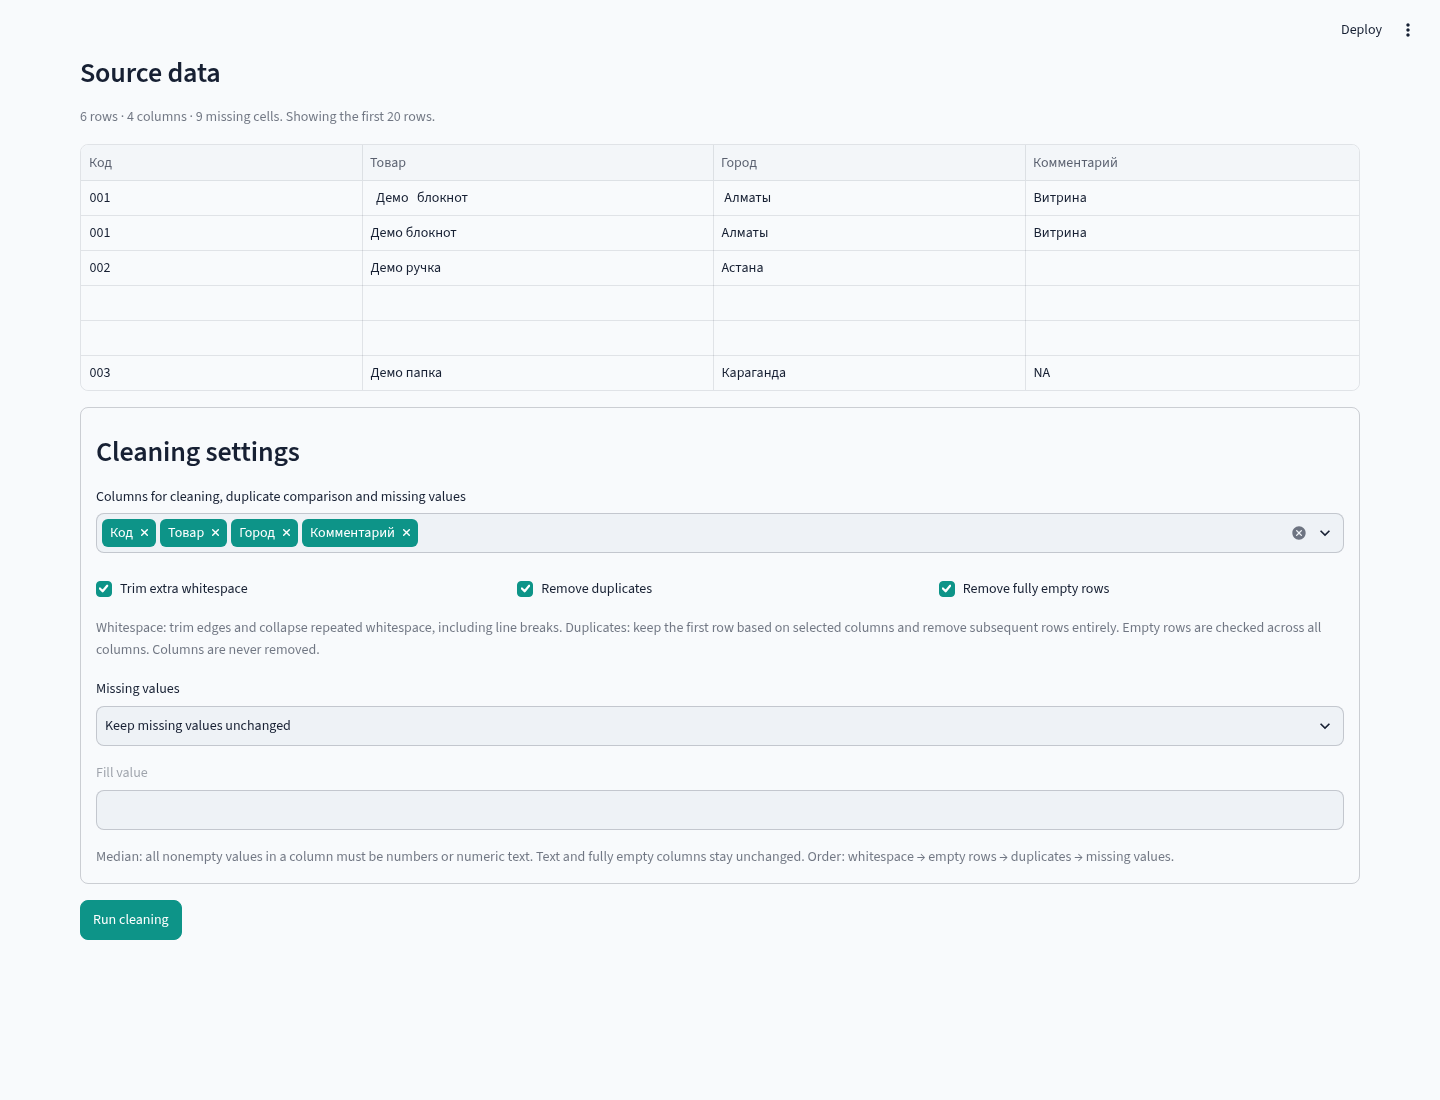 Deploy
Source data
6 rows · 4 columns · 9 missing cells. Showing the first 20 rows.
Код Товар Город Комментарий
001 Демо блокнот Алматы Витрина
001 Демо блокнот Алматы Витрина
002 Демо ручка Астана
003 Демо папка Караганда NA
Cleaning settings
Columns for cleaning, duplicate comparison and missing values
Код Товар Город Комментарий
Trim extra whitespace Remove duplicates Remove fully empty rows
Whitespace: trim edges and collapse repeated whitespace, including line breaks. Duplicates: keep the first row based on selected columns and remove subsequent rows entirely. Empty rows are checked across all
columns. Columns are never removed.
Missing values
Keep missing values unchanged
Fill value
Median: all nonempty values in a column must be numbers or numeric text. Text and fully empty columns stay unchanged. Order: whitespace → empty rows → duplicates → missing values.
Run cleaning